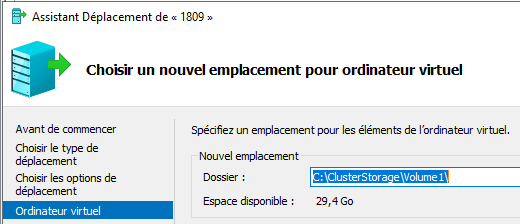 Assistant Déplacement de « 1809 »
Choisir un nouvel emplacement pour ordinateur virtuel
Avant de commencer
Choisir le type de
déplacement
Choisir les options de
déplacement
Ordinateur virtuel
Spécifiez un emplacement pour les éléments de l'ordinateur virtuel.
Nouvel emplacement
Dossier : C:\ClusterStorage\Volume1\
Espace disponible : 29,4 Go